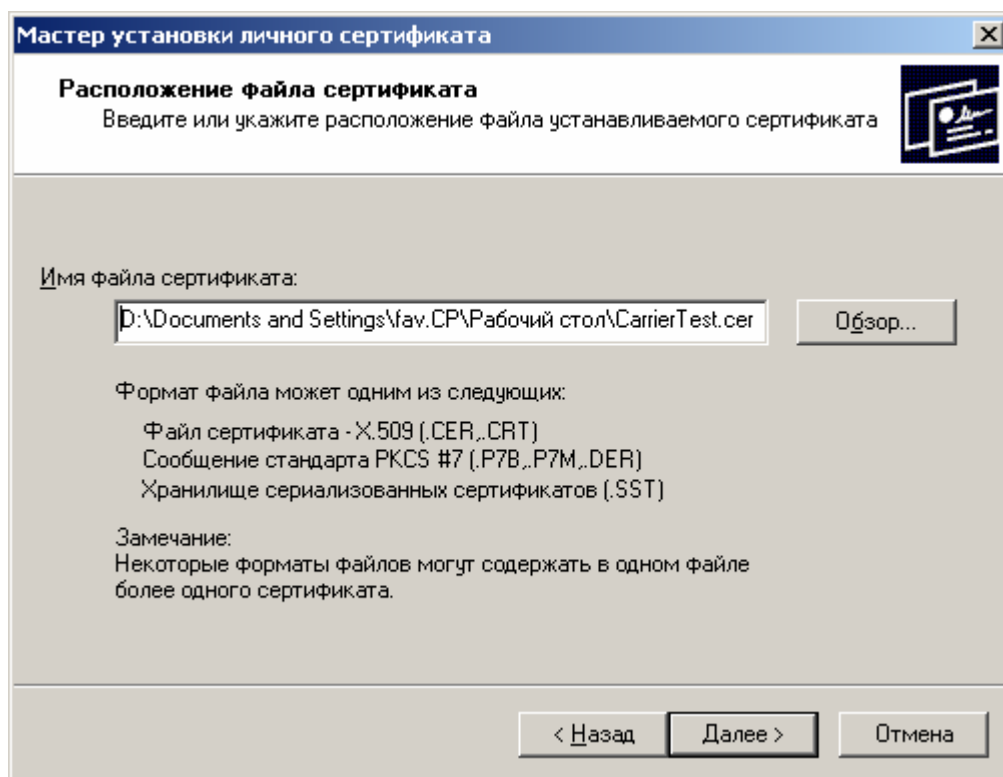 Мастер установки личного сертификата
Расположение файла сертификата
Введите или укажите расположение файла устанавливаемого сертификата
Имя файла сертификата:
D:\Documents and Settings\fav.CP\Рабочий стол\CarrierTest.cer
Обзор...
Формат файла может одним из следующих:
Файл сертификата - X.509 (.CER,.CRT)
Сообщение стандарта PKCS #7 (.P7B,.P7M,.DER)
Хранилище сериализованных сертификатов (.SST)
Замечание:
Некоторые форматы файлов могут содержать в одном файле
более одного сертификата.
< Назад
Далее >
Отмена